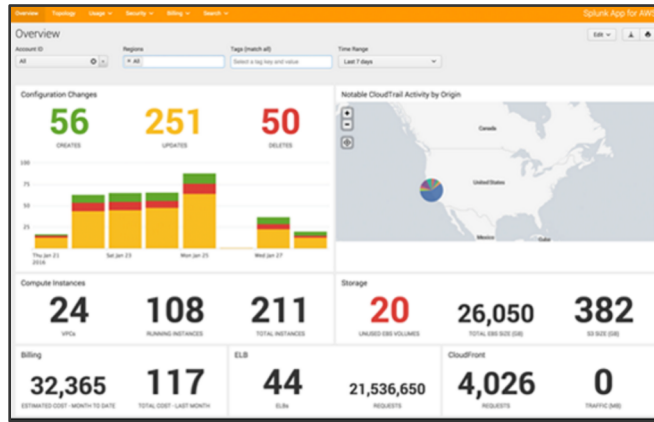 Overview Topology Usage Security Billing Search Splunk App for AWS
Overview
Edit
Account ID Regions Tags (match all) Time Range
All All Select a tag key and value Last 7 days
Configuration Changes
56 251 50
CREATES UPDATES DELETES
100
75
50
25
Thu Jan 21 Sat Jan 23 Mon Jan 25 Wed Jan 27
2016
Notable CloudTrail Activity by Origin
+
-
Canada
United States
Mexico
Cuba
Compute Instances
24 108 211
VPCs RUNNING INSTANCES TOTAL INSTANCES
Storage
20 26,050 382
UNUSED EBS VOLUMES TOTAL EBS SIZE (GB) S3 SIZE (GB)
Billing
32,365 117
ESTIMATED COST - MONTH TO DATE TOTAL COST - LAST MONTH
ELB
44 21,536,650
ELBs REQUESTS
CloudFront
4,026 0
REQUESTS TRAFFIC (MB)